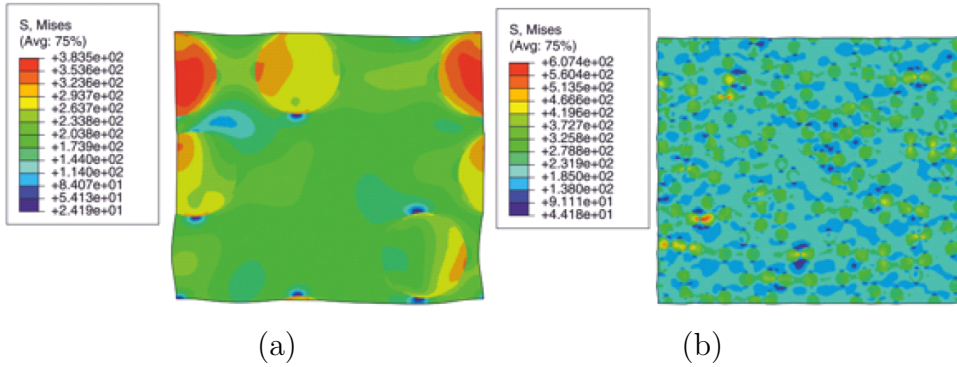 S, Mises
(Avg: 75%)
+3.835e+02
+3.536e+02
+3.236e+02
+2.937e+02
+2.637e+02
+2.338e+02
+2.038e+02
+1.739e+02
+1.440e+02
+1.140e+02
+8.407e+01
+5.413e+01
+2.419e+01
(a)
S, Mises
(Avg: 75%)
+6.074e+02
+5.604e+02
+5.135e+02
+4.666e+02
+4.196e+02
+3.727e+02
+3.258e+02
+2.788e+02
+2.319e+02
+1.850e+02
+1.380e+02
+9.111e+01
+4.418e+01
(b)